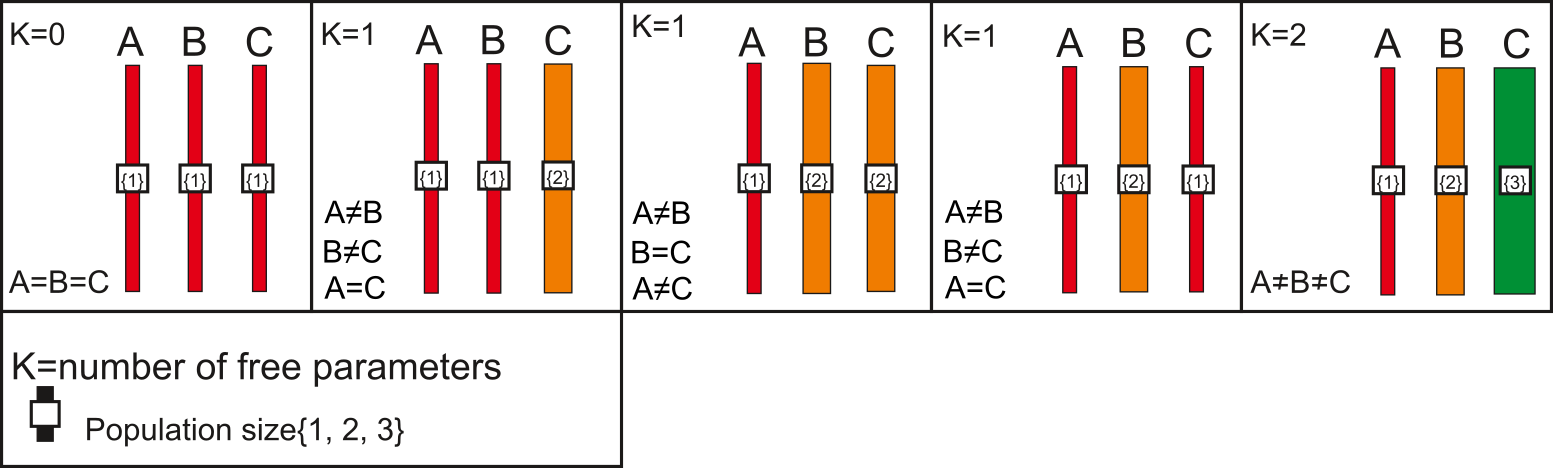 K=0
A B C
{1} {1} {1}
A=B=C
K=1
A B C
{1} {1} {2}
A≠B
B≠C
A=C
K=1
A B C
{1} {2} {2}
A≠B
B=C
A≠C
K=1
A B C
{1} {2} {1}
A≠B
B≠C
A=C
K=2
A B C
{1} {2} {3}
A≠B≠C
K=number of free parameters
Population size{1, 2, 3}